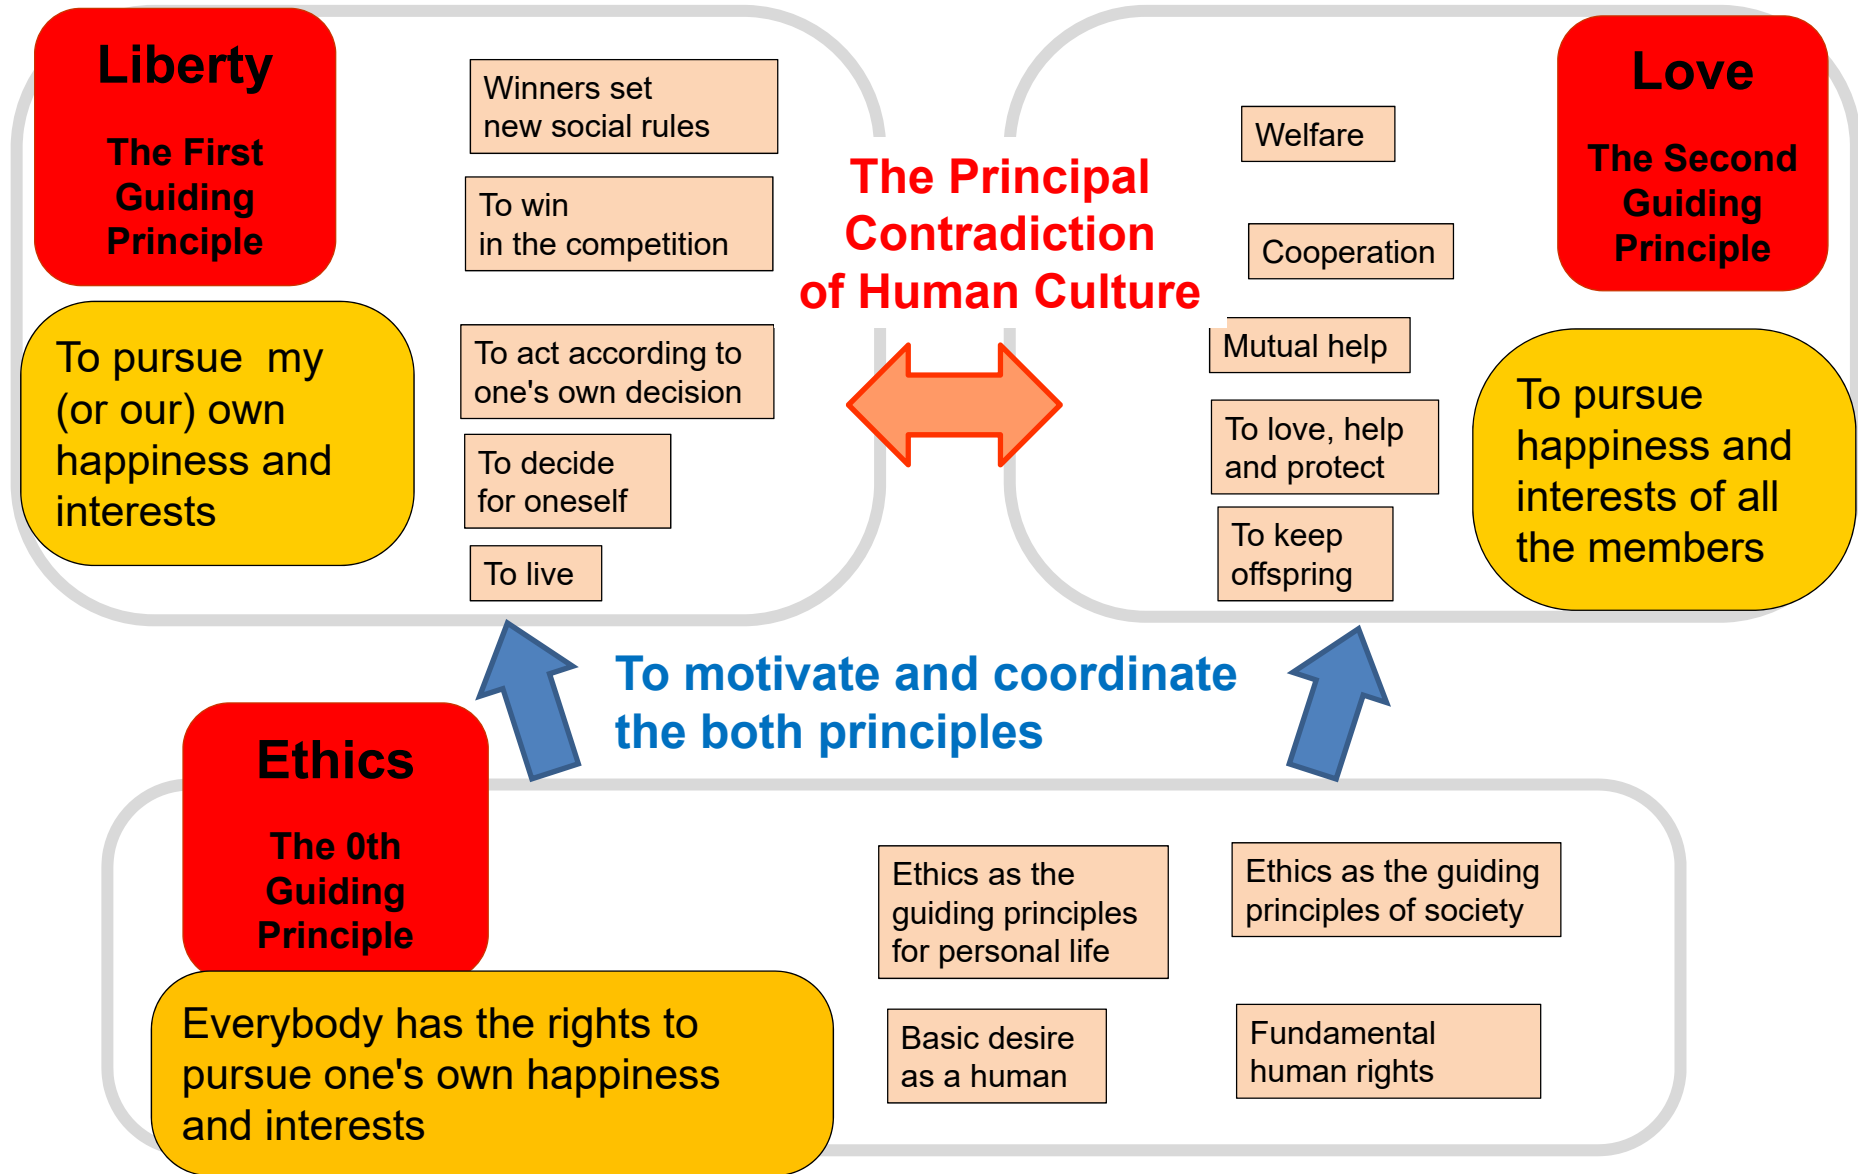 Liberty
The First
Guiding
Principle
To pursue  my
(or our) own
happiness and
interests
Winners set
new social rules
To win
in the competition
To act according to
one's own decision
To decide
for oneself
To live
The Principal
Contradiction
of Human Culture
Welfare
Cooperation
Mutual help
To love, help
and protect
To keep
offspring
Love
The Second
Guiding
Principle
To pursue
happiness and
interests of all
the members
To motivate and coordinate
the both principles
Ethics
The 0th
Guiding
Principle
Everybody has the rights to
pursue one's own happiness
and interests
Ethics as the
guiding principles
for personal life
Ethics as the guiding
principles of society
Basic desire
as a human
Fundamental
human rights